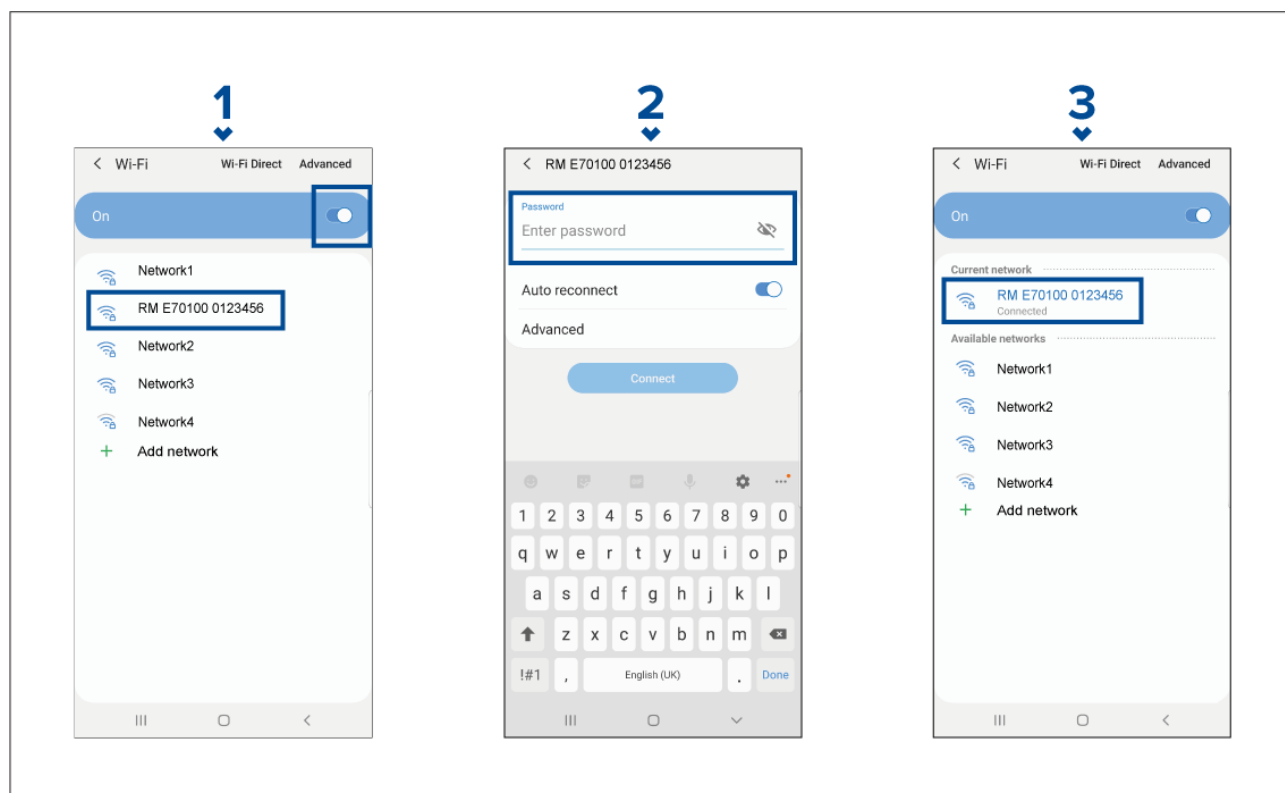 1
Wi-Fi Wi-Fi Direct Advanced
On
Network1
RM E70100 0123456
Network2
Network3
Network4
Add network
2
RM E70100 0123456
Password
Enter password
Auto reconnect
Advanced
Connect
1 2 3 4 5 6 7 8 9 0
q w e r t y u i o p
a s d f g h j k l
z x c v b n m
!#1 , English (UK) . Done
3
Wi-Fi Wi-Fi Direct Advanced
On
Current network
RM E70100 0123456
Connected
Available networks
Network1
Network2
Network3
Network4
Add network